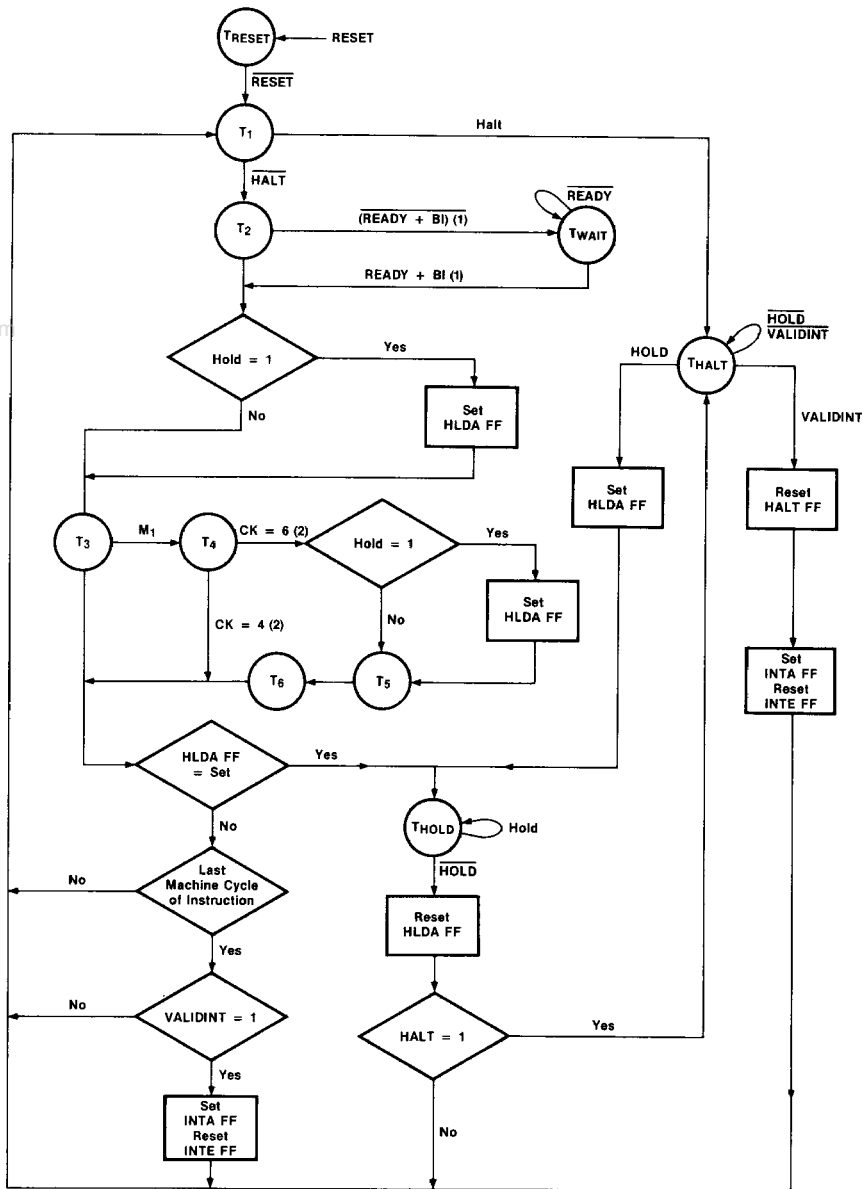 TRESET
RESET
RESET
T1
Halt
HALT
T2
(READY + BI) (1)
READY
TWAIT
READY + BI (1)
m
Hold = 1
Yes
Set
HLDA FF
No
HOLD
VALIDINT
HOLD
THALT
VALIDINT
Set
HLDA FF
Reset
HALT FF
T3
M1
T4
CK = 6 (2)
Hold = 1
Yes
Set
HLDA FF
No
CK = 4 (2)
T6
T5
Set
INTA FF
Reset
INTE FF
HLDA FF
= Set
Yes
THOLD
Hold
No
HOLD
Last
Machine Cycle
of Instruction
No
Reset
HLDA FF
Yes
VALIDINT = 1
No
HALT = 1
Yes
Yes
Set
INTA FF
Reset
INTE FF
No